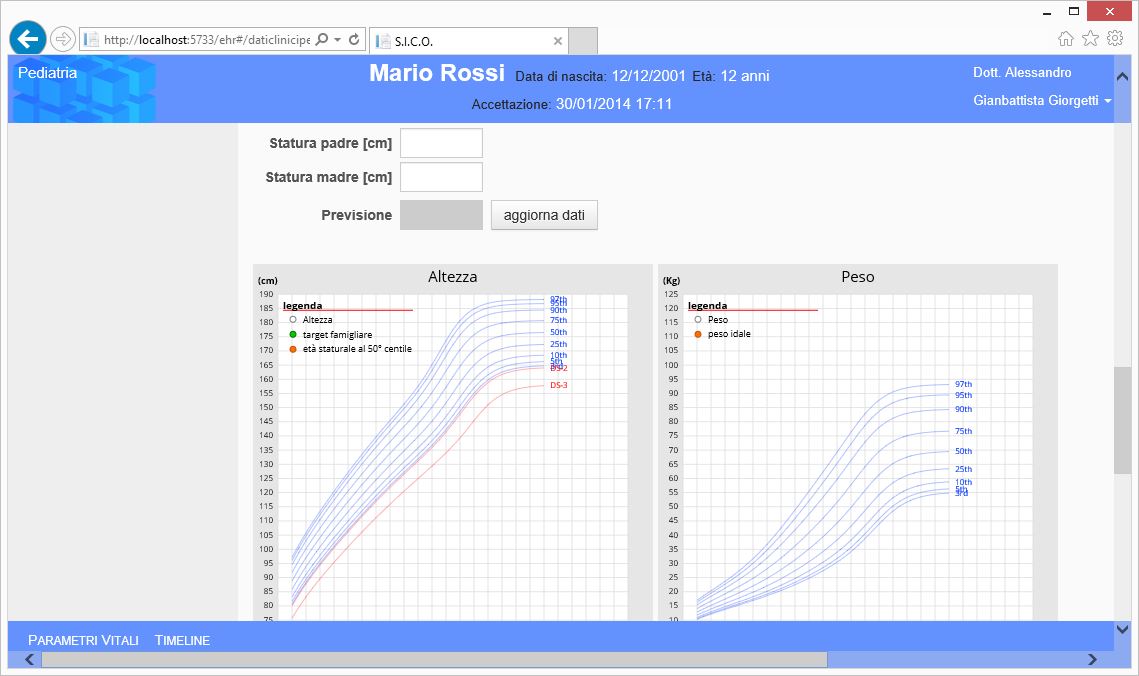 http://localhost:5733/ehr#/daticlinicipe
S.I.C.O.
Pediatria
Mario Rossi Data di nascita: 12/12/2001 Età: 12 anni
Accettazione: 30/01/2014 17:11
Dott. Alessandro
Gianbattista Giorgetti
Statura padre [cm]
Statura madre [cm]
Previsione
aggiorna dati
Altezza
(cm)
190
185
180
175
170
165
160
155
150
145
140
135
130
125
120
115
110
105
100
95
90
85
80
75
legenda
Altezza
target famigliare
età staturale al 50° centile
97th
95th
90th
75th
50th
25th
10th
5th
DS-2
DS-3
Peso
(Kg)
125
120
115
110
105
100
95
90
85
80
75
70
65
60
55
50
45
40
35
30
25
20
15
10
legenda
Peso
peso idale
97th
95th
90th
75th
50th
25th
10th
5th
3rd
PARAMETRI VITALI TIMELINE